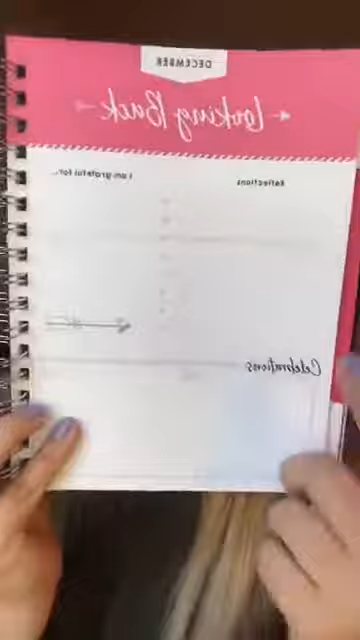 DECEMBER
Looking Back
Reflections
I am grateful for...
Celebrations